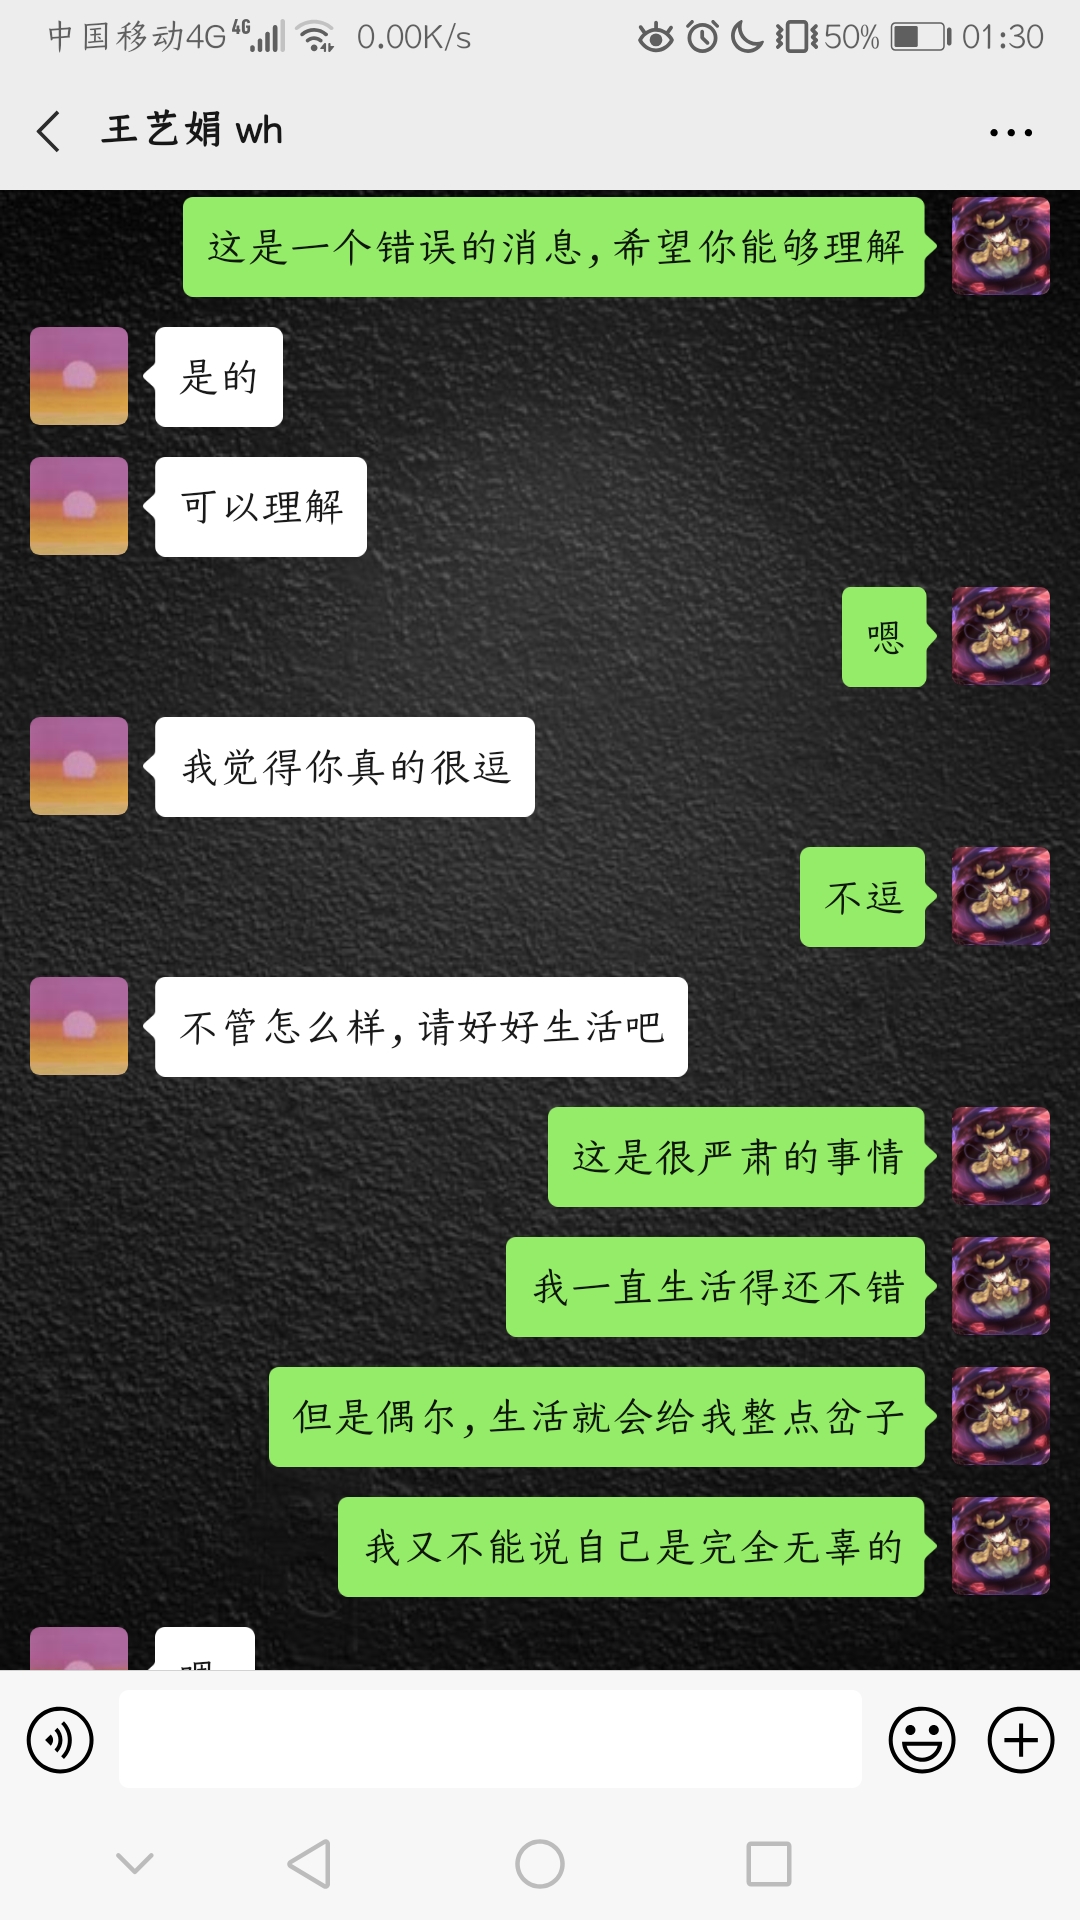 中国移动4G 4G 0.00K/s 50% 01:30
王艺娟 wh
这是一个错误的消息,希望你能够理解
是的
可以理解
嗯
我觉得你真的很逗
不逗
不管怎么样,请好好生活吧
这是很严肃的事情
我一直生活得还不错
但是偶尔,生活就会给我整点岔子
我又不能说自己是完全无辜的
嗯